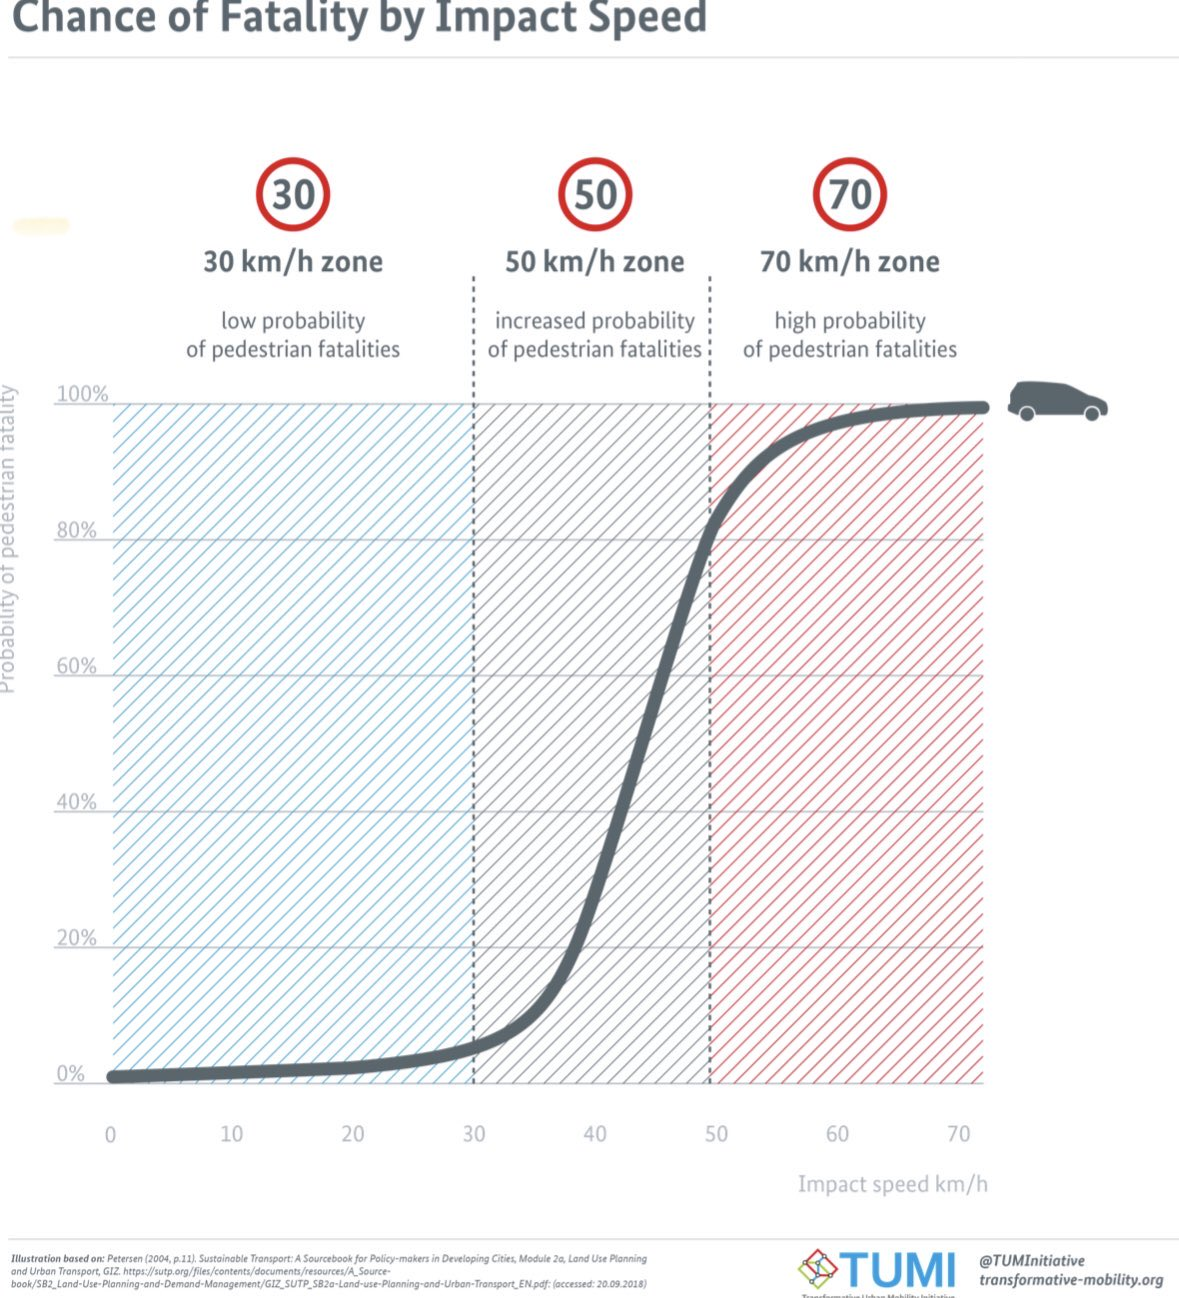 Chance of Fatality by Impact Speed
30
50
70
30 km/h zone
50 km/h zone
70 km/h zone
low probability
of pedestrian fatalities
increased probability
of pedestrian fatalities
high probability
of pedestrian fatalities
Probability of pedestrian fatality
100%
80%
60%
40%
20%
0%
0 10 20 30 40 50 60 70
Impact speed km/h
Illustration based on: Petersen (2004, p.11). Sustainable Transport: A Sourcebook for Policy-makers in Developing Cities, Module 2a, Land Use Planning
and Urban Transport, GIZ. https://sutp.org/files/contents/documents/resources/A_Source-
book/SB2_Land-Use-Planning-and-Demand-Management/GIZ_SUTP_SB2a-Land-use-Planning-and-Urban-Transport_EN.pdf: (accessed: 20.09.2018)
TUMI
Transformative Urban Mobility Initiative
@TUMInitiative
transformative-mobility.org